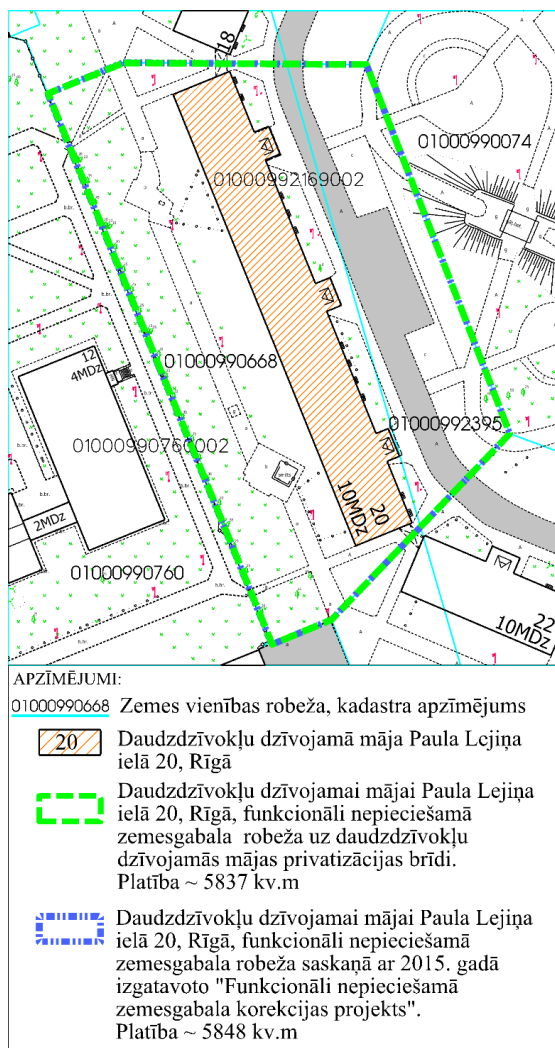 18
01000990074
01000992169002
12
4MDz
01000990668
01000990760002
01000992395
10MDz
20
2MDz
01000990760
22
10MDz
APZĪMĒJUMI:
01000990668 Zemes vienības robeža, kadastra apzīmējums
20 Daudzdzīvokļu dzīvojamā māja Paula Lejiņa
ielā 20, Rīgā
Daudzdzīvokļu dzīvojamai mājai Paula Lejiņa
ielā 20, Rīgā, funkcionāli nepieciešamā
zemesgabala robeža uz daudzdzīvokļu
dzīvojamās mājas privatizācijas brīdi.
Platība ~ 5837 kv.m
Daudzdzīvokļu dzīvojamai mājai Paula Lejiņa
ielā 20, Rīgā, funkcionāli nepieciešamā
zemesgabala robeža saskaņā ar 2015. gadā
izgatavoto "Funkcionāli nepieciešamā
zemesgabala korekcijas projekts".
Platība ~ 5848 kv.m